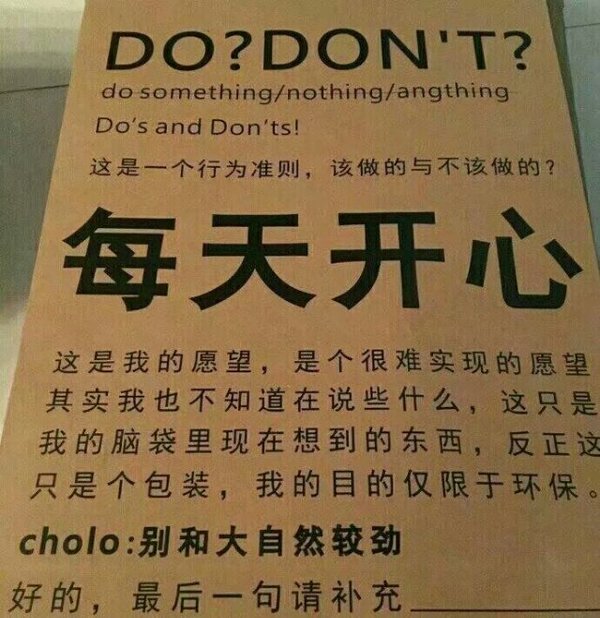 DO?DON'T?
do something/nothing/angthing
Do's and Don'ts!
这是一个行为准则，该做的与不该做的？
每天开心
这是我的愿望，是个很难实现的愿望
其实我也不知道在说些什么，这只是
我的脑袋里现在想到的东西，反正这
只是个包装，我的目的仅限于环保。
cholo:别和大自然较劲
好的，最后一句请补充